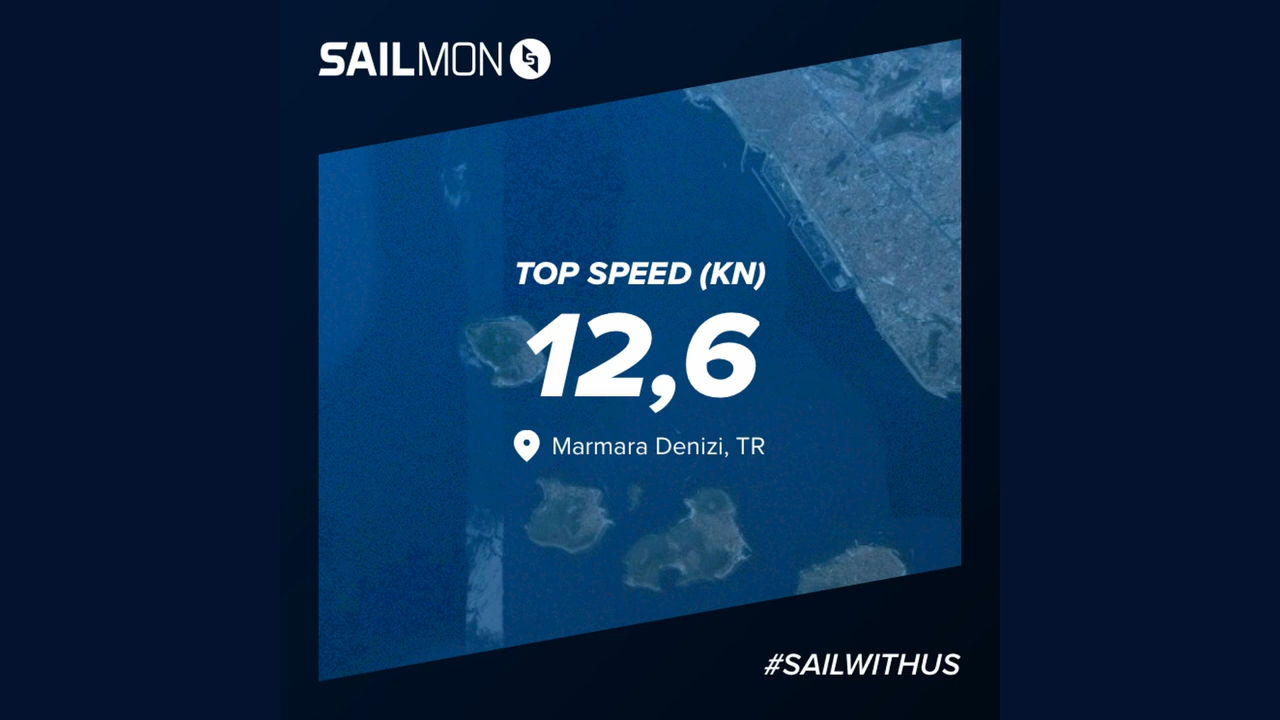 SAILMON
TOP SPEED (KN)
12,6
Marmara Denizi, TR
#SAILWITHUS